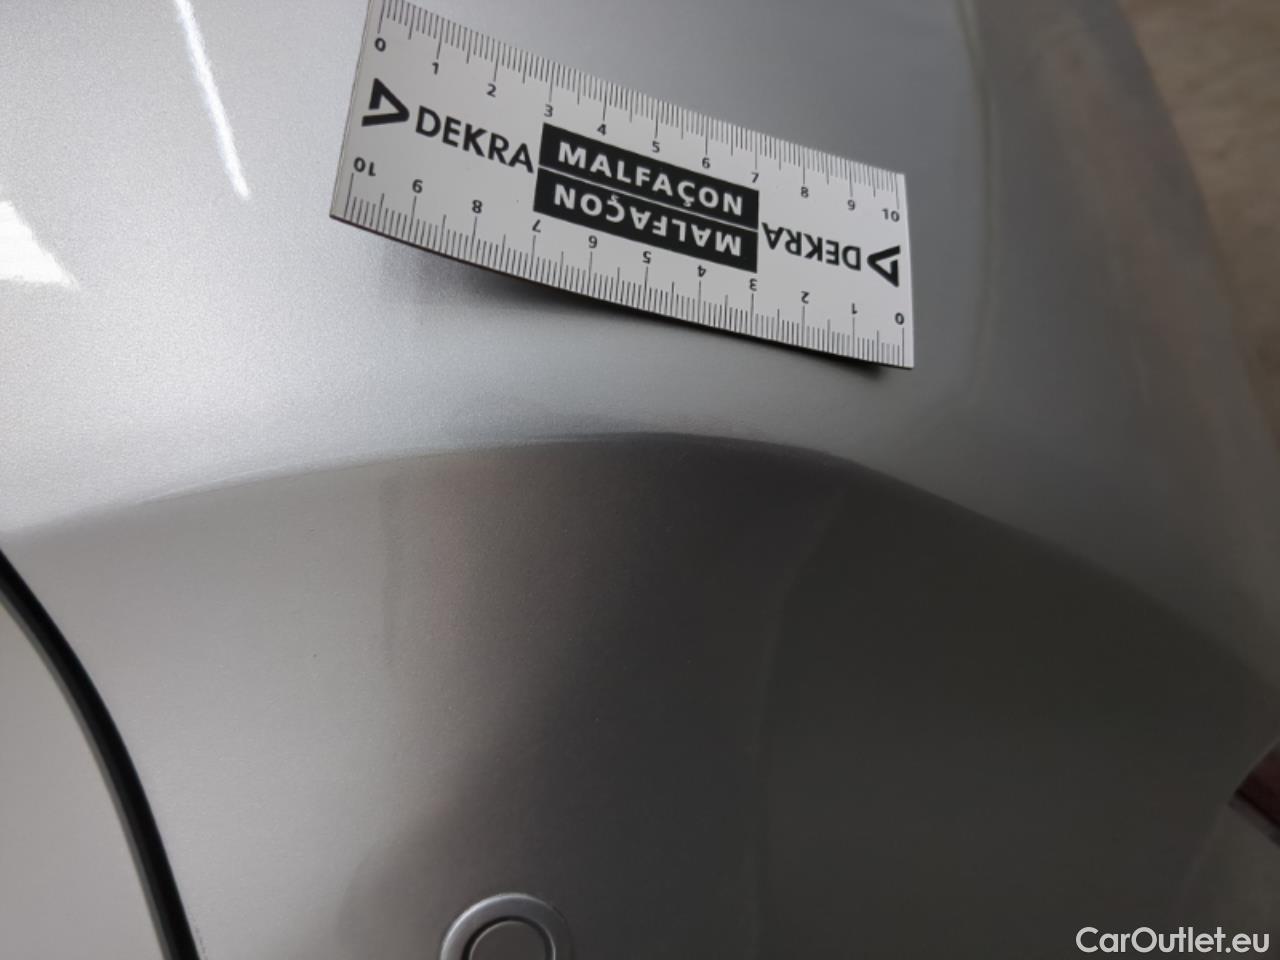 0 1 2 3 4 5 6 7 8 9 10
DEKRA MALFAÇON
MALFAÇON DEKRA
10 9 8 7 6 5 4 3 2 1 0
CarOutlet.eu